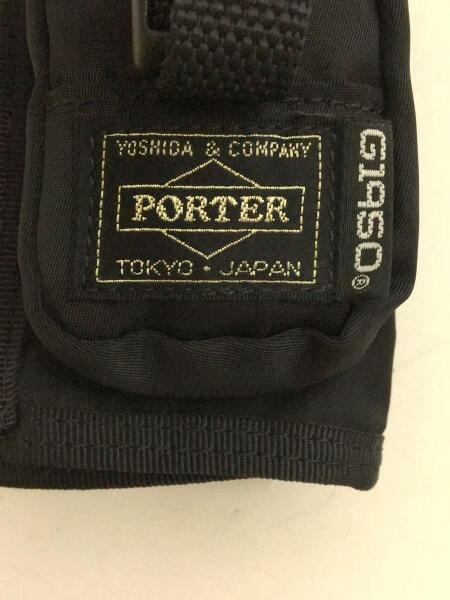 YOSHIDA & COMPANY
PORTER
TOKYO · JAPAN
G1950®